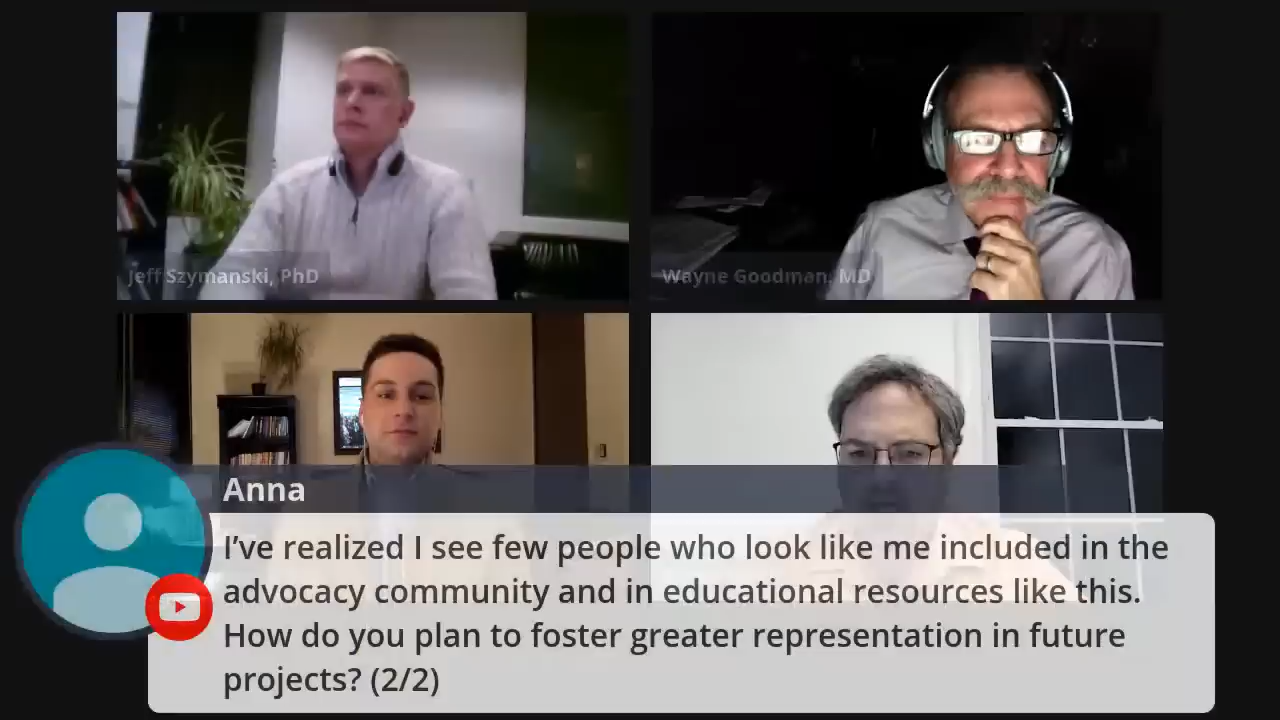 Jeff Szymanski, PhD
Wayne Goodman, MD
Anna
I’ve realized I see few people who look like me included in the
advocacy community and in educational resources like this.
How do you plan to foster greater representation in future
projects? (2/2)